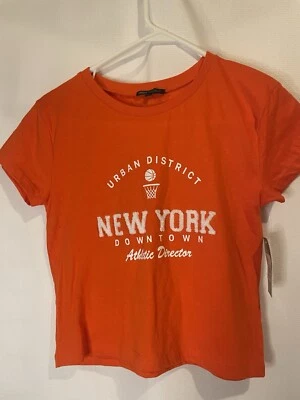 URBAN DISTRICT
NEW YORK
DOWNTOWN
Athletic Director